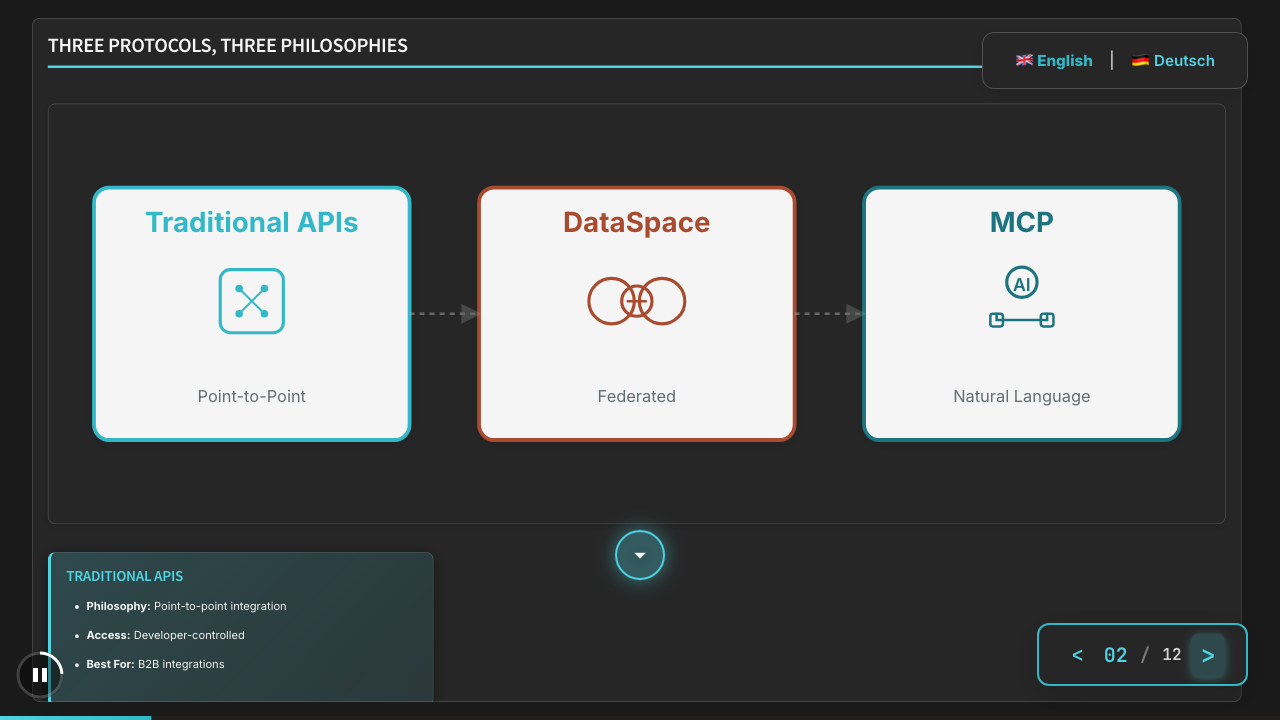 THREE PROTOCOLS, THREE PHILOSOPHIES
English | Deutsch
Traditional APIs
Point-to-Point
DataSpace
Federated
MCP
AI
Natural Language
TRADITIONAL APIS
• Philosophy: Point-to-point integration
• Access: Developer-controlled
• Best For: B2B integrations
< 02 / 12 >